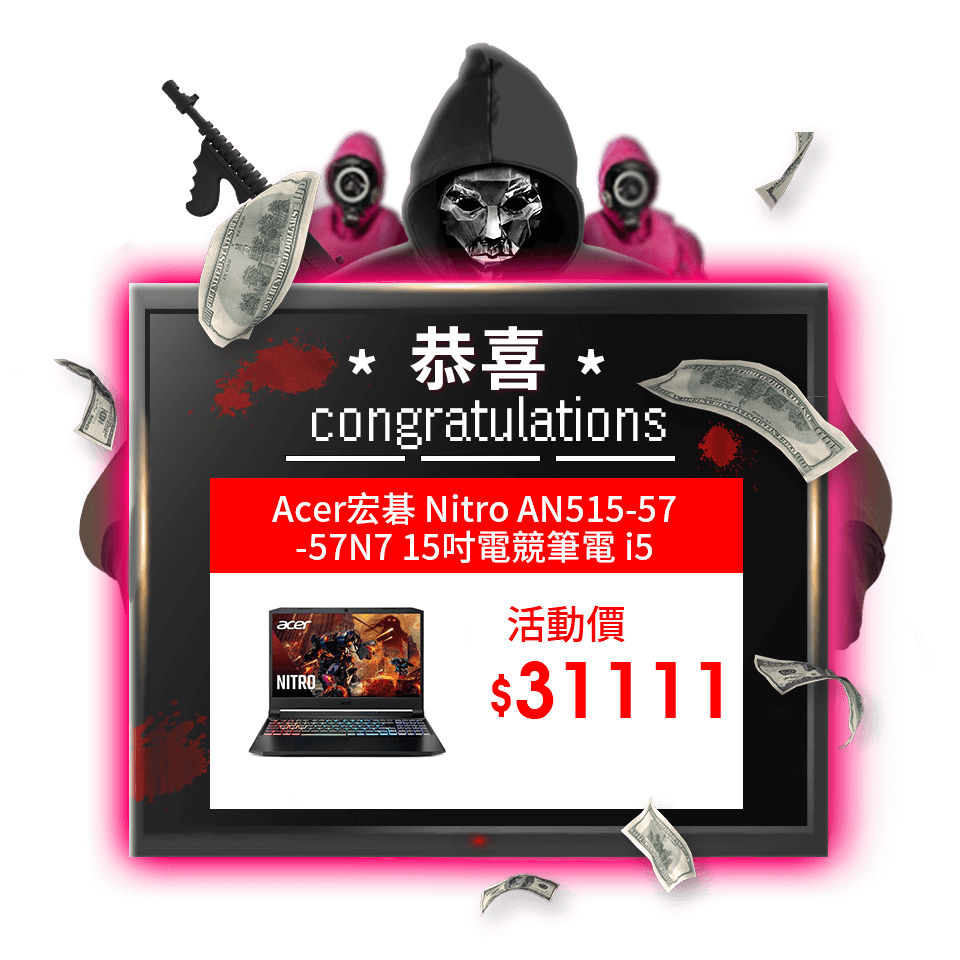 * 恭喜 *
congratulations
Acer宏碁 Nitro AN515-57
-57N7 15吋電競筆電 i5
活動價
$31111
acer
NITRO